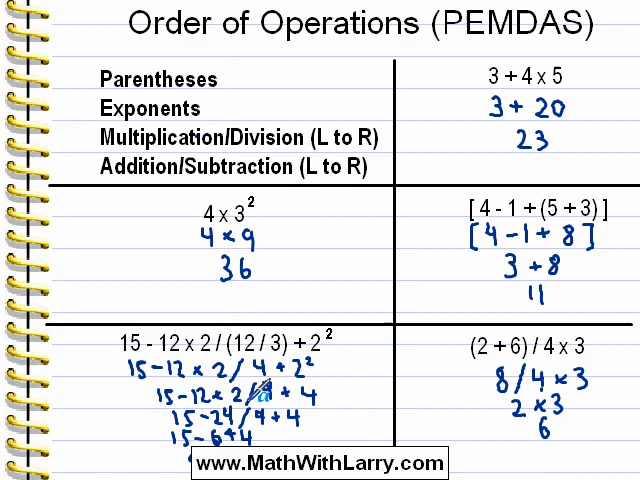 Order of Operations (PEMDAS)
Parentheses
Exponents
Multiplication/Division (L to R)
Addition/Subtraction (L to R)
3 + 4 x 5
3 + 20
23
4 x 3²
4 x 9
36
[ 4 - 1 + (5 + 3) ]
[4 - 1 + 8]
3 + 8
11
15 - 12 x 2 / (12 / 3) + 2²
15 - 12 x 2 / 4 + 2²
15 - 12 x 2 / + 4
15 - 24 / 4 + 4
15 - 6 + 4
(2 + 6) / 4 x 3
8 / 4 x 3
2 x 3
6
www.MathWithLarry.com